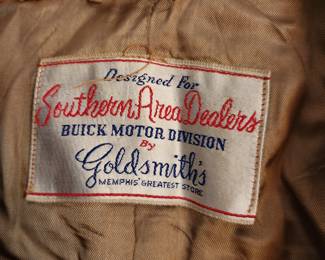 Designed For
Southern Area Dealers
BUICK MOTOR DIVISION
By
Goldsmith's
MEMPHIS' GREATEST STORE